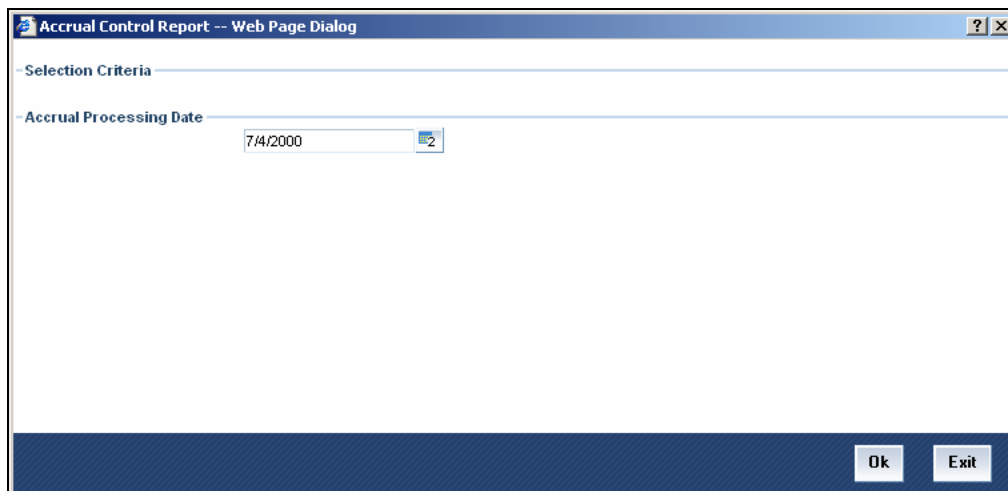 Accrual Control Report -- Web Page Dialog
Selection Criteria
Accrual Processing Date
7/4/2000
Ok Exit